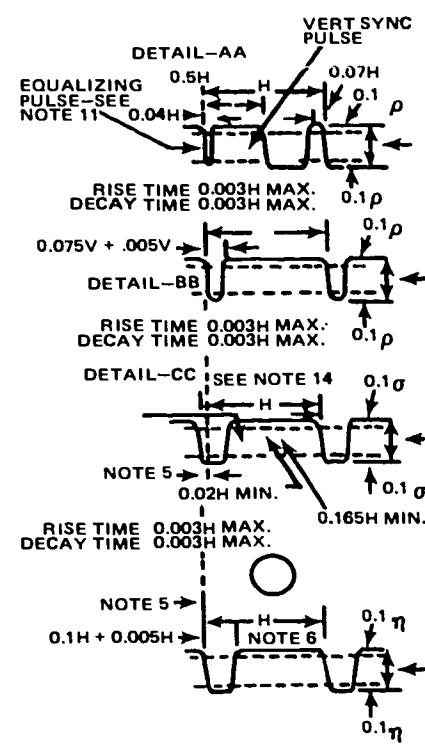 VERT SYNC
PULSE
DETAIL-AA
0.5H
H
0.07H
EQUALIZING
PULSE-SEE
NOTE 11
0.04H
0.1
ρ
0.1ρ
RISE TIME 0.003H MAX.
DECAY TIME 0.003H MAX.
0.075V + .005V
0.1ρ
DETAIL-BB
RISE TIME 0.003H MAX.
DECAY TIME 0.003H MAX.
0.1ρ
DETAIL-CC
SEE NOTE 14
H
0.1σ
NOTE 5
0.02H MIN.
0.1σ
0.165H MIN.
RISE TIME 0.003H MAX.
DECAY TIME 0.003H MAX.
NOTE 5
H
0.1η
0.1H + 0.005H
NOTE 6
0.1η